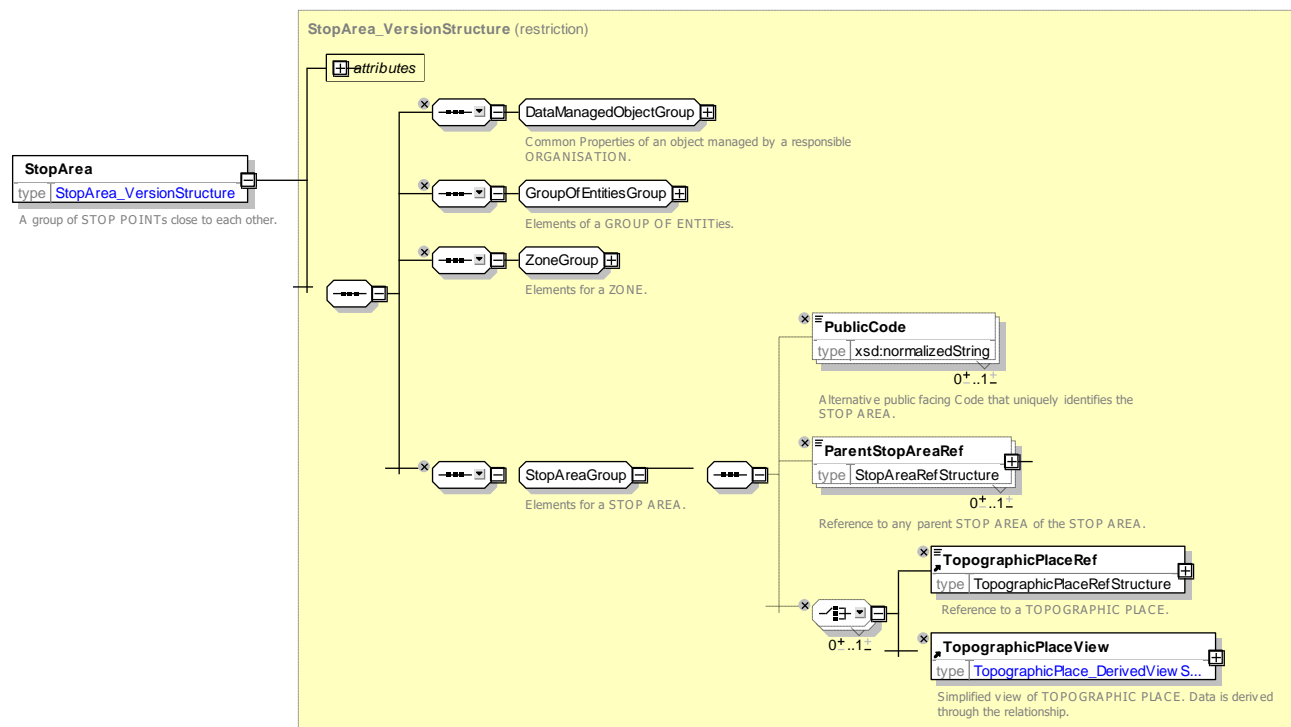 StopArea_VersionStructure (restriction)
attributes
DataManagedObjectGroup
Common Properties of an object managed by a responsible
ORGANISATION.
StopArea
type StopArea_VersionStructure
A group of STOP POINTs close to each other.
GroupOfEntitiesGroup
Elements of a GROUP OF ENTITies.
ZoneGroup
Elements for a ZONE.
PublicCode
type xsd:normalizedString
0..1
Alternative public facing Code that uniquely identifies the
STOP AREA.
StopAreaGroup
Elements for a STOP AREA.
ParentStopAreaRef
type StopAreaRefStructure
0..1
Reference to any parent STOP AREA of the STOP AREA.
TopographicPlaceRef
type TopographicPlaceRefStructure
Reference to a TOPOGRAPHIC PLACE.
0..1
TopographicPlaceView
type TopographicPlace_DerivedViewS...
Simplified view of TOPOGRAPHIC PLACE. Data is derived
through the relationship.